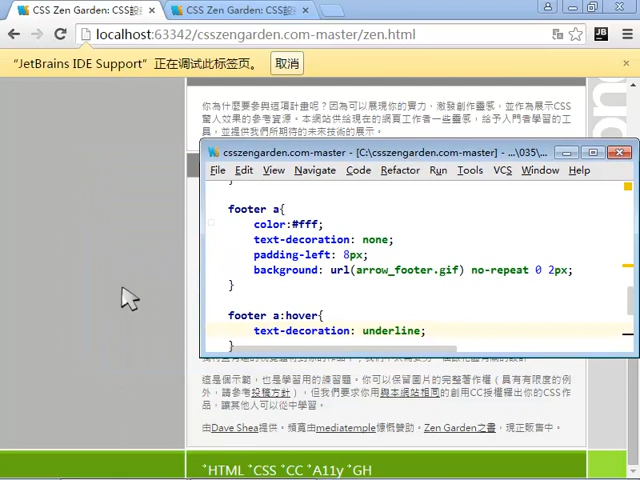 CSS Zen Garden: CSS設
CSS Zen Garden: CSS設
localhost:63342/csszengarden.com-master/zen.html
“JetBrains IDE Support”正在调试此标签页。 取消
你為什麼要參與這項計畫呢？因為可以展現你的實力、激發創作靈感，並作為展示CSS
驚人效果的參考資源。本網站供給現在的網頁工作者一些靈感，給予入門者學習的工
具，並提供我們所期待的未來技術的展示。
csszengarden.com-master - [C:\csszengarden.com-master] - ...\035\...
File Edit View Navigate Code Refactor Run Tools VCS Window Help
}
footer a{
color:#fff;
text-decoration: none;
padding-left: 8px;
background: url(arrow_footer.gif) no-repeat 0 2px;
}
footer a:hover{
text-decoration: underline;
}
這是個示範，也是學習用的練習題。你可以保留圖片的完整著作權（具有有限度的例
外，請參考投稿方針），但我們要求你用與本網站相同的創用CC授權釋出你的CSS作
品，讓其他人可以從中學習。
由Dave Shea提供。頻寬由mediatemple慷慨贊助。Zen Garden之書，現正販售中。
HTML CSS CC A11y GH